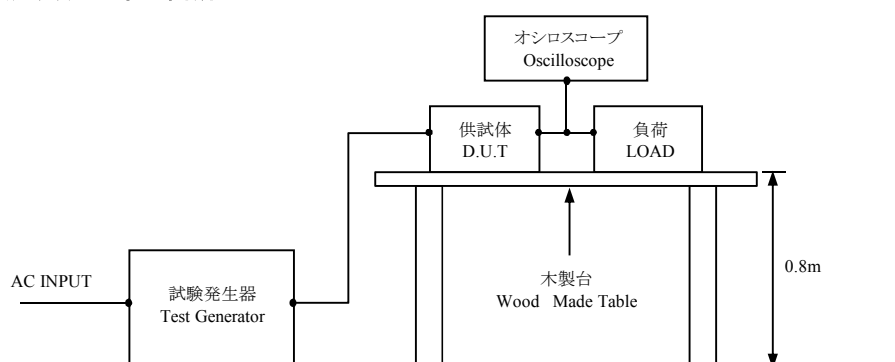 オシロスコープ
Oscilloscope
供試体
D.U.T
負荷
LOAD
0.8m
AC INPUT
試験発生器
Test Generator
木製台
Wood Made Table